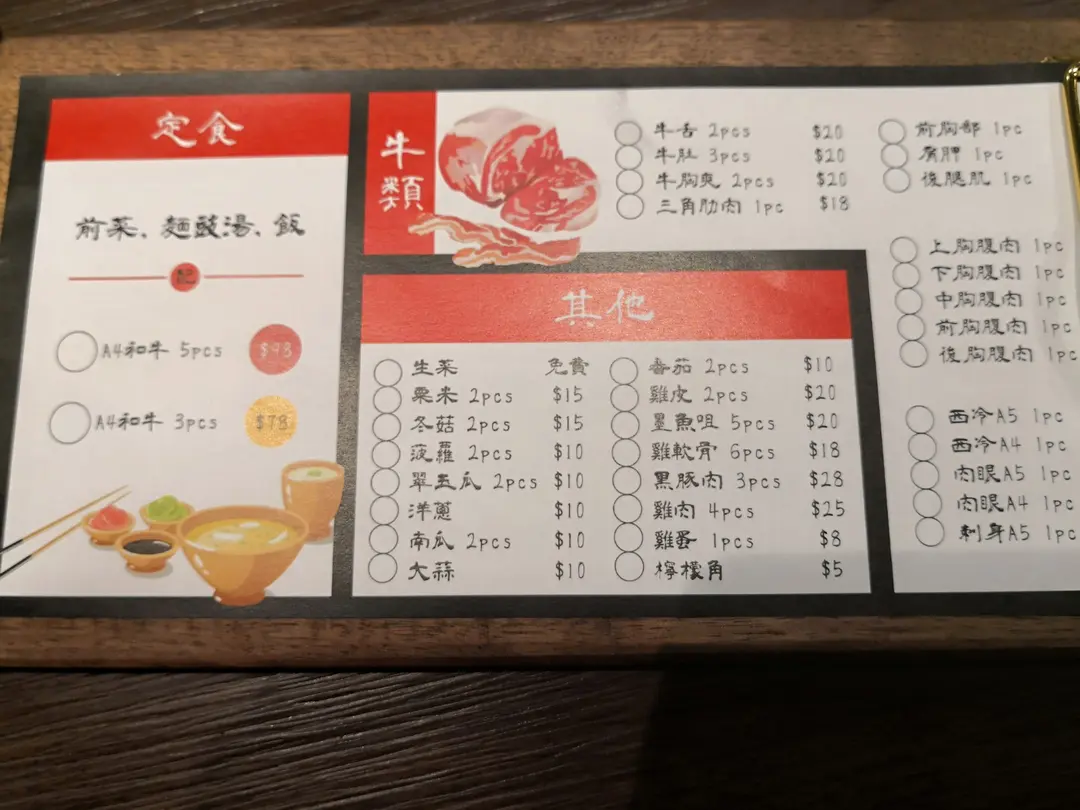 定食
前菜、麵豉湯、飯
配
A4和牛 5pcs $98
A4和牛 3pcs $78
牛類
牛舌 2pcs $20
牛肚 3pcs $20
牛胸爽 2pcs $20
三角肋肉 1pc $18
前胸部 1pc
肩胛 1pc
後腿肌 1pc
上胸腹肉 1pc
下胸腹肉 1pc
中胸腹肉 1pc
前胸腹肉 1pc
後胸腹肉 1pc
西冷A5 1pc
西冷A4 1pc
肉眼A5 1pc
肉眼A4 1pc
刺身A5 1pc
其他
生菜 免費
粟米 2pcs $15
冬菇 2pcs $15
菠蘿 2pcs $10
翠玉瓜 2pcs $10
洋蔥 $10
南瓜 2pcs $10
大蒜 $10
番茄 2pcs $10
雞皮 2pcs $20
墨魚咀 5pcs $20
雞軟骨 6pcs $18
黑豚肉 3pcs $28
雞肉 4pcs $25
雞蛋 1pcs $8
檸檬角 $5